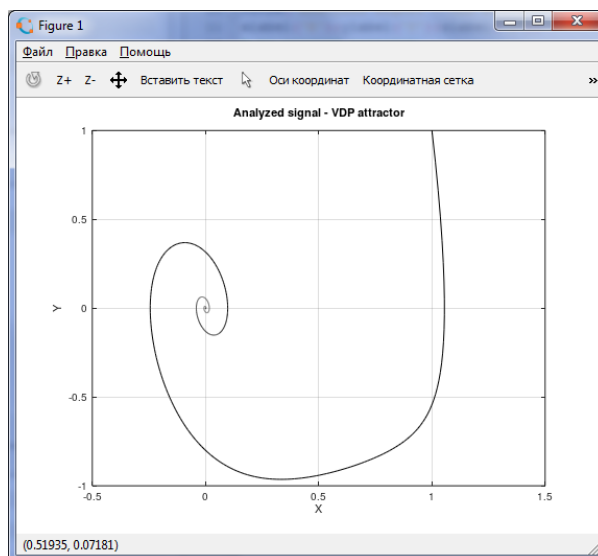 Figure 1
Файл Правка Помощь
Z+ Z- Вставить текст Оси координат Координатная сетка »
Analyzed signal - VDP attractor
1
0.5
0
-0.5
-1
Y
-0.5 0 0.5 1 1.5
X
(0.51935, 0.07181)